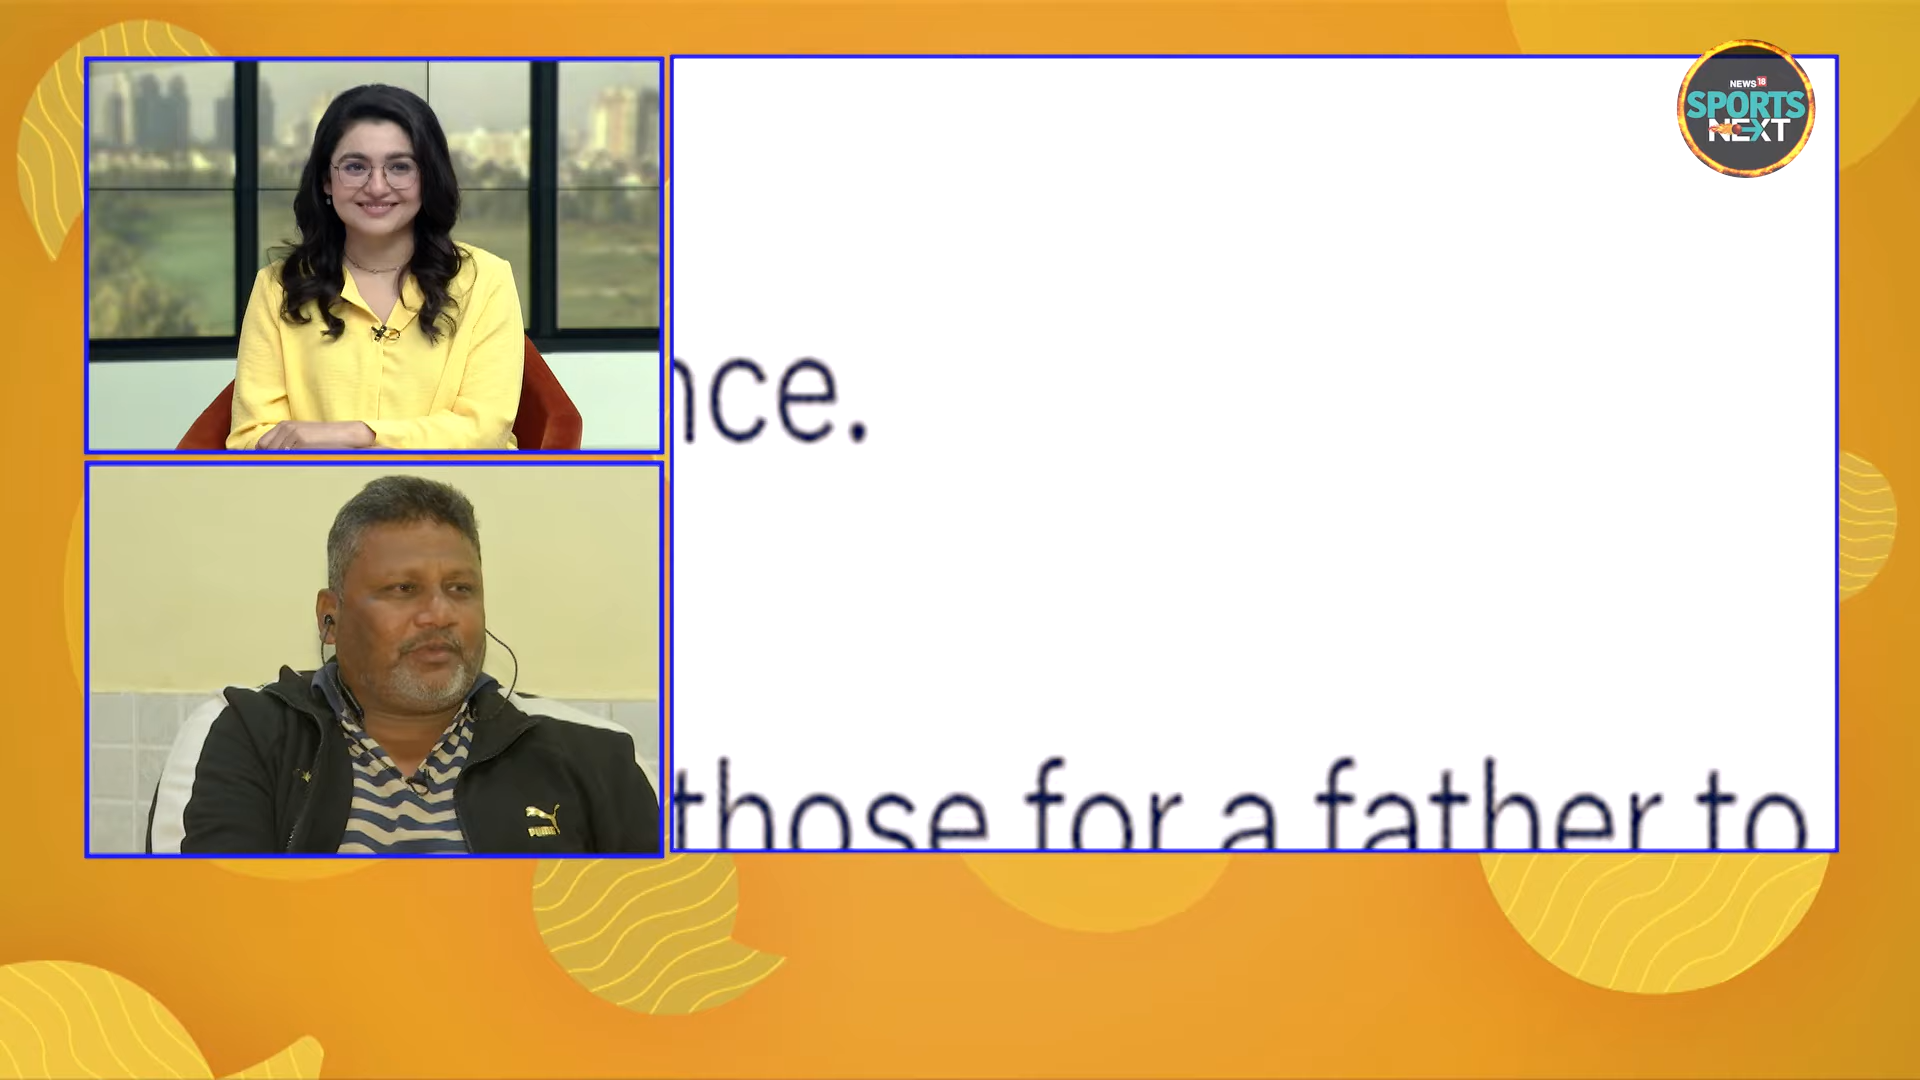 NEWS18
SPORTS
NEXT
nce.
those for a father to
PUMA